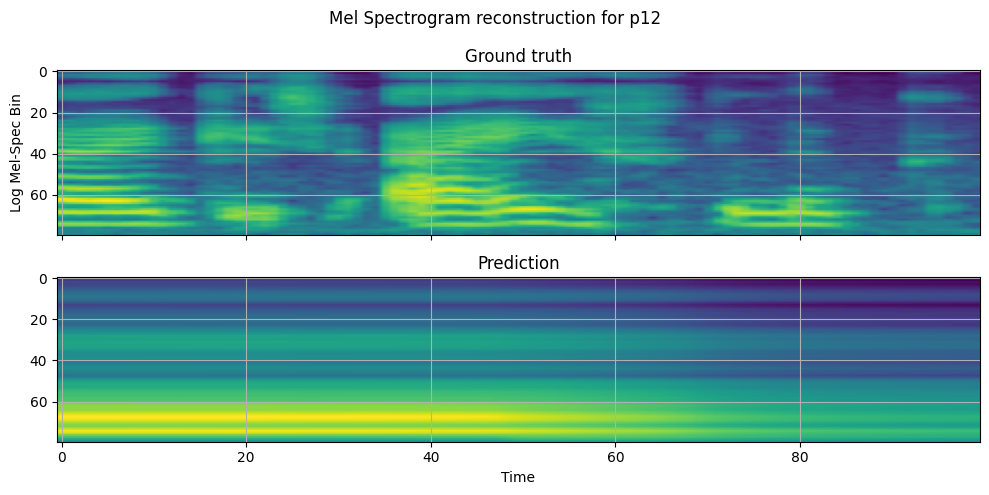 Mel Spectrogram reconstruction for p12
Ground truth
0
20
40
60
Log Mel-Spec Bin
Prediction
0
20
40
60
0 20 40 60 80
Time